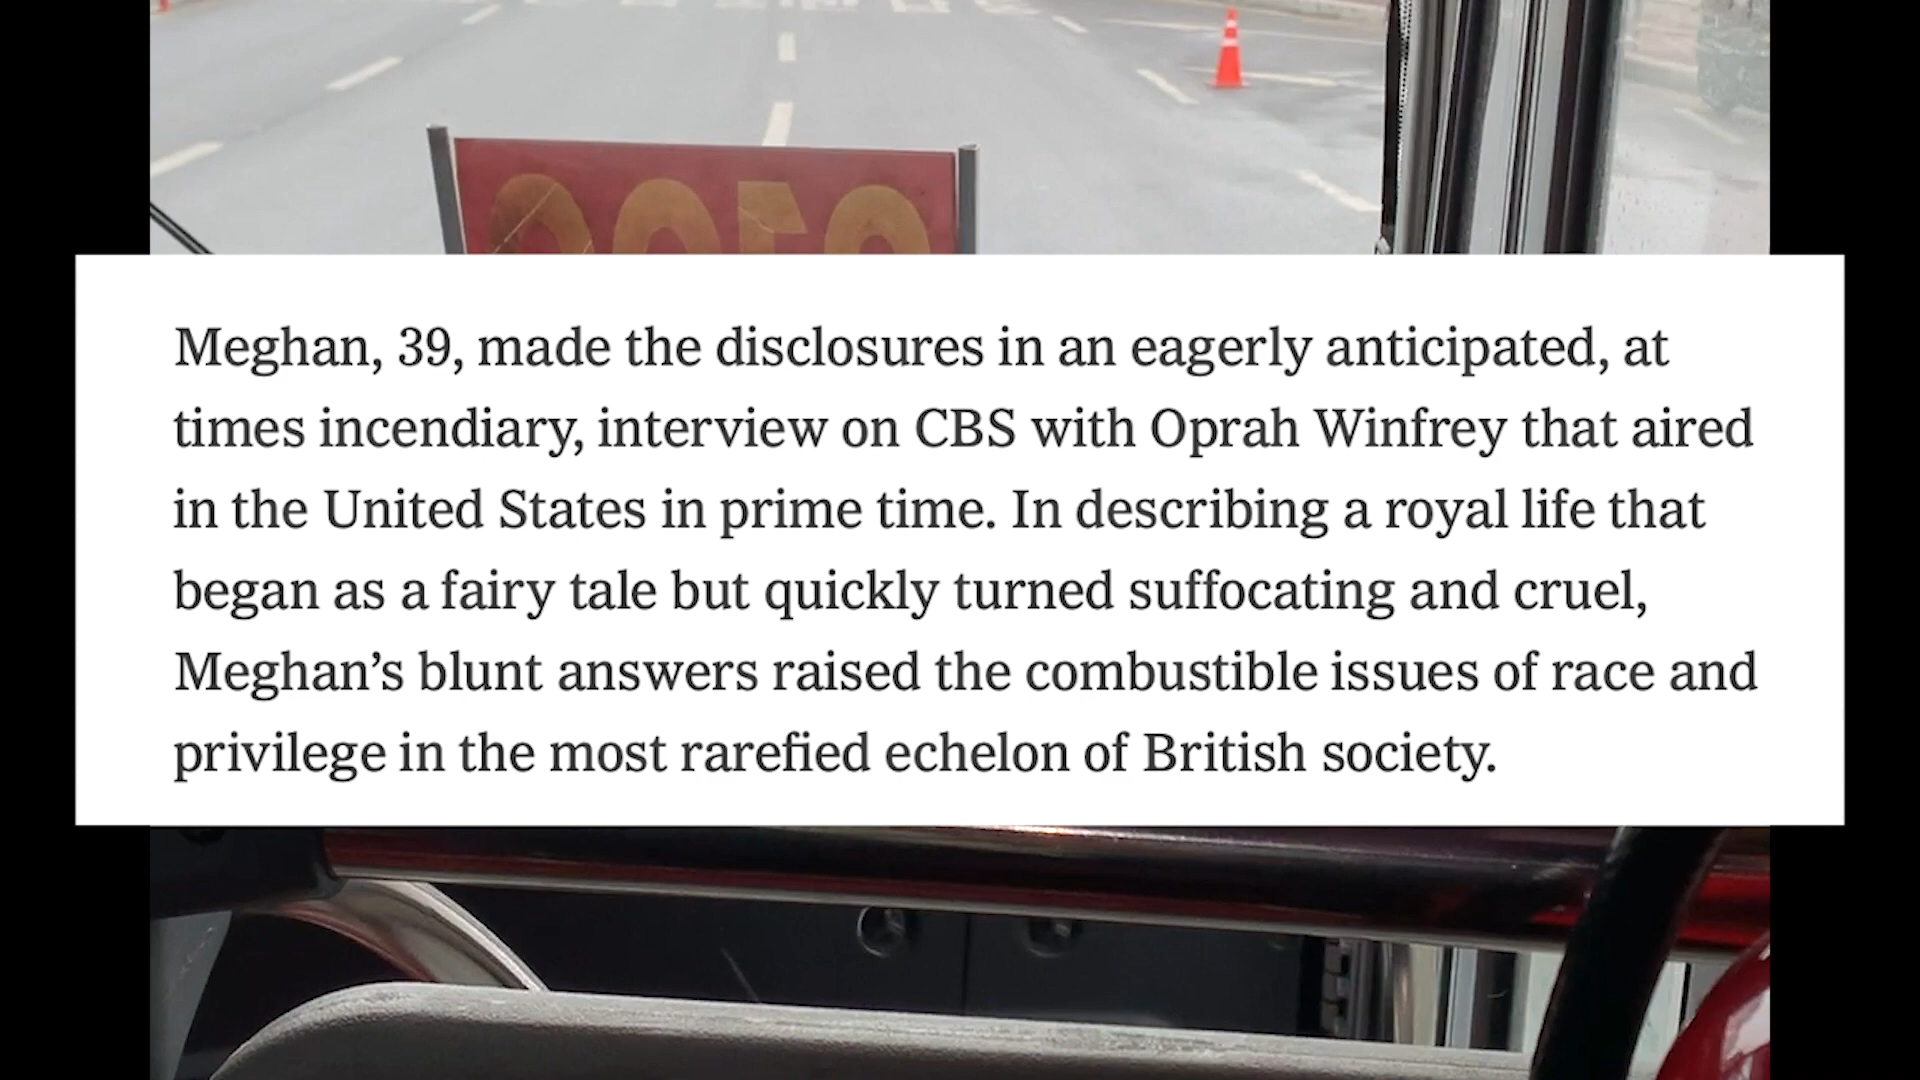 Meghan, 39, made the disclosures in an eagerly anticipated, at
times incendiary, interview on CBS with Oprah Winfrey that aired
in the United States in prime time. In describing a royal life that
began as a fairy tale but quickly turned suffocating and cruel,
Meghan’s blunt answers raised the combustible issues of race and
privilege in the most rarefied echelon of British society.